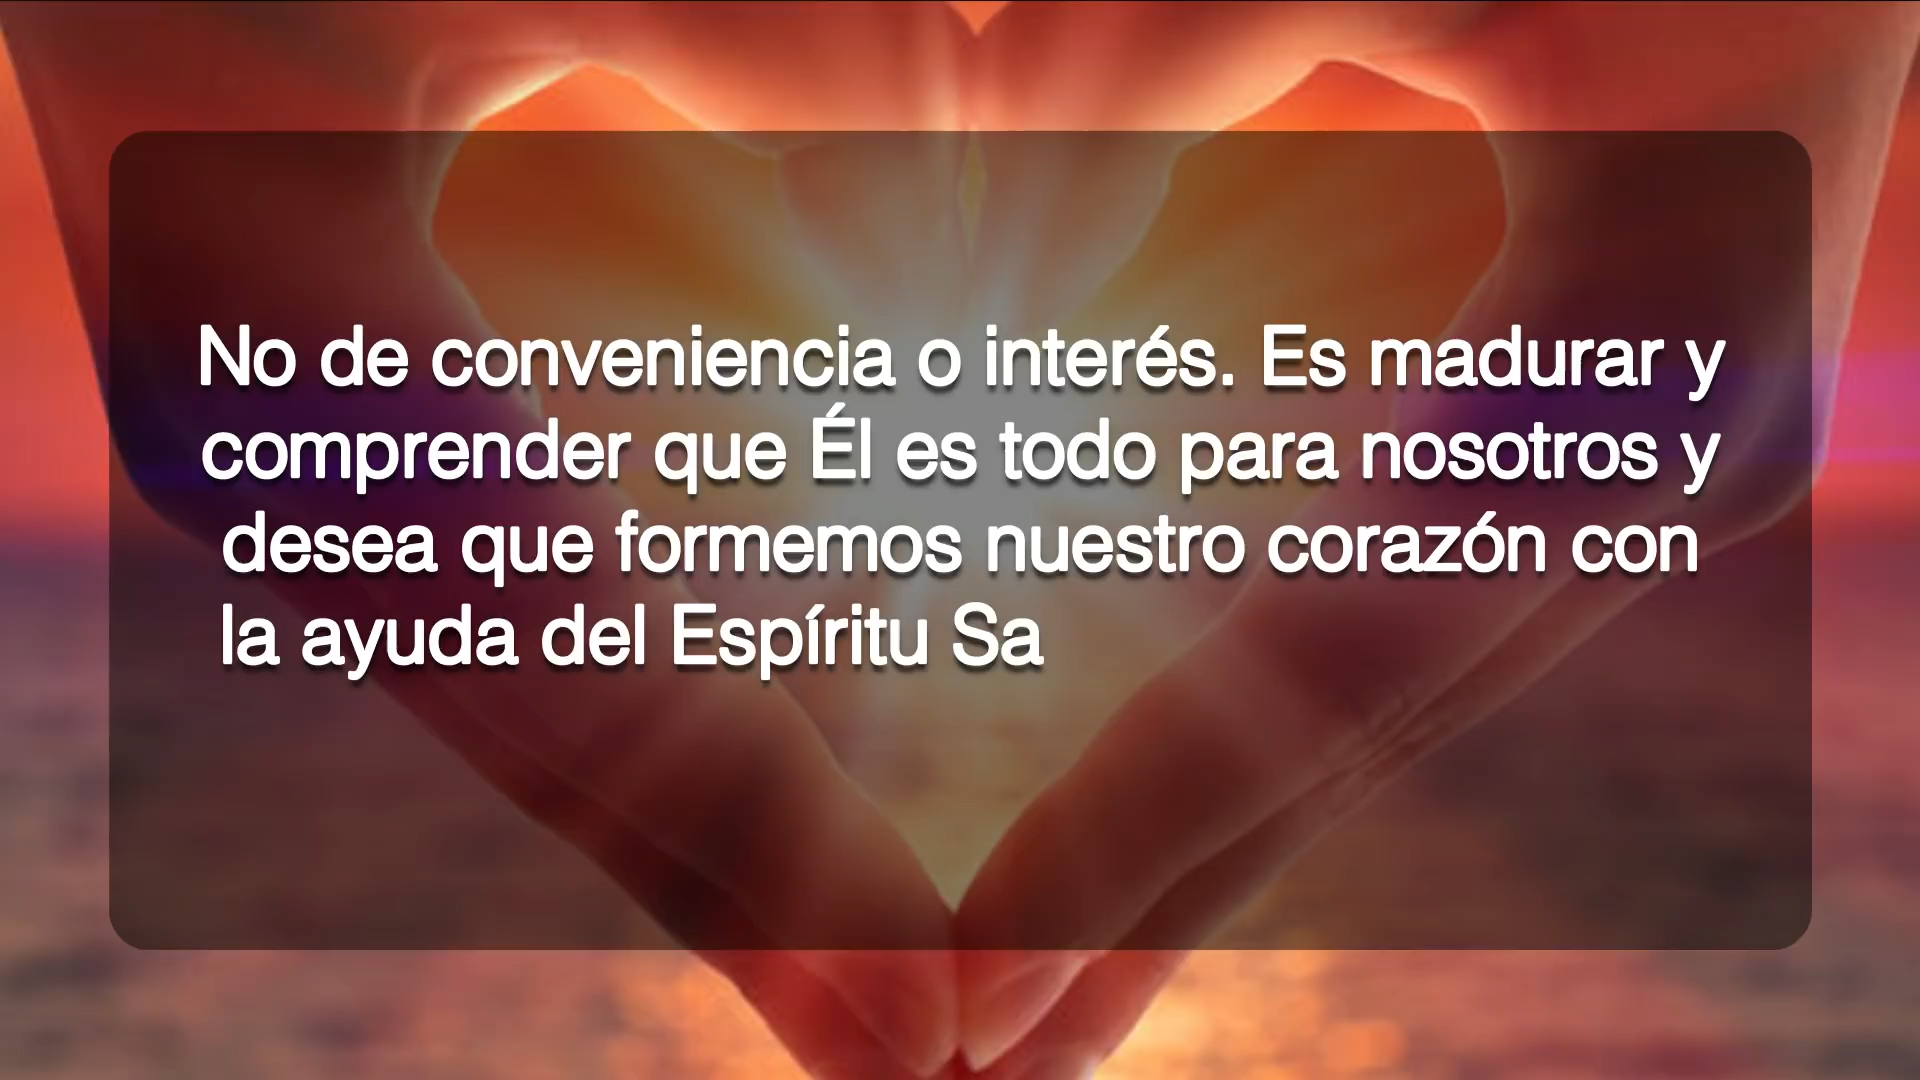 No de conveniencia o interés. Es madurar y
comprender que Él es todo para nosotros y
desea que formemos nuestro corazón con
la ayuda del Espíritu Sa